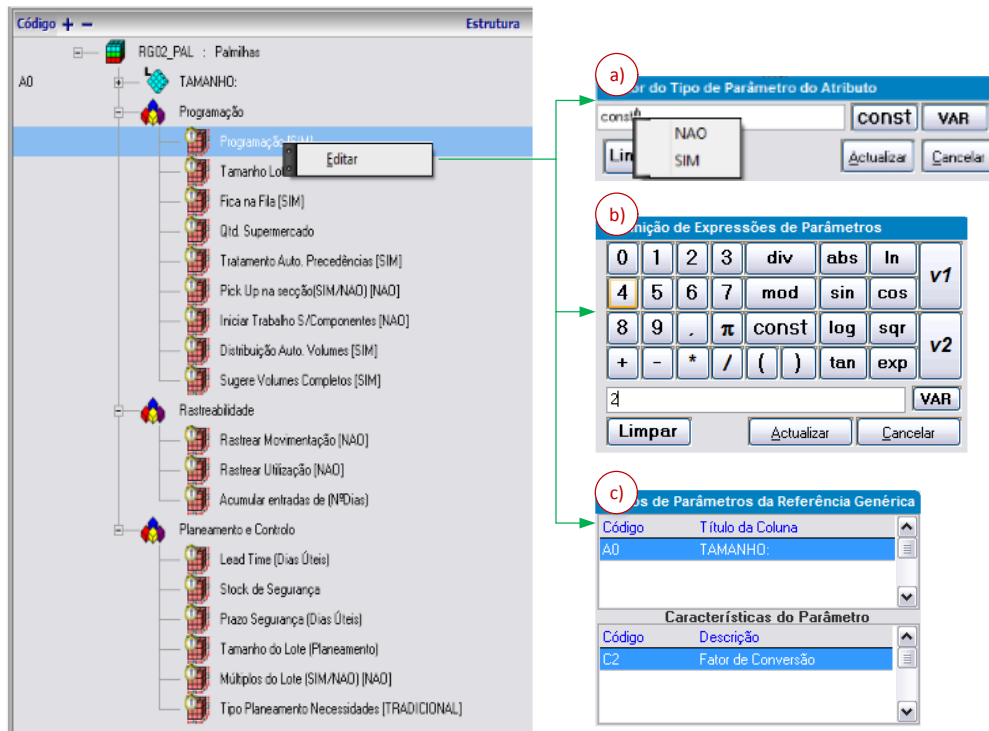 Código + − Estrutura
RG02_PAL : Palmilhas
A0 TAMANHO:
Programação
Programação [SIM]
Editar
Tamanho Lo
Fica na Fila [SIM]
Qtd. Supermercado
Tratamento Auto. Precedências [SIM]
Pick Up na secção(SIM/NAO) [NAO]
Iniciar Trabalho S/Componentes [NAO]
Distribuição Auto. Volumes [SIM]
Sugere Volumes Completos [SIM]
Rastreabilidade
Rastrear Movimentação [NAO]
Rastrear Utilização [NAO]
Acumular entradas de (NºDias)
Planeamento e Controlo
Lead Time (Dias Úteis)
Stock de Segurança
Prazo Segurança (Dias Úteis)
Tamanho do Lote (Planeamento)
Múltiplos do Lote (SIM/NAO) [NAO]
Tipo Planeamento Necessidades [TRADICIONAL]
a)
or do Tipo de Parâmetro do Atributo
const const VAR
NAO
SIM
Lim Actualizar Cancelar
b)
nição de Expressões de Parâmetros
0 1 2 3 div abs ln v1
4 5 6 7 mod sin cos
8 9 . π const log sqr v2
+ - * / ( ) tan exp
2 VAR
Limpar Actualizar Cancelar
c)
os de Parâmetros da Referência Genérica
Código Título da Coluna
A0 TAMANHO:
Características do Parâmetro
Código Descrição
C2 Fator de Conversão